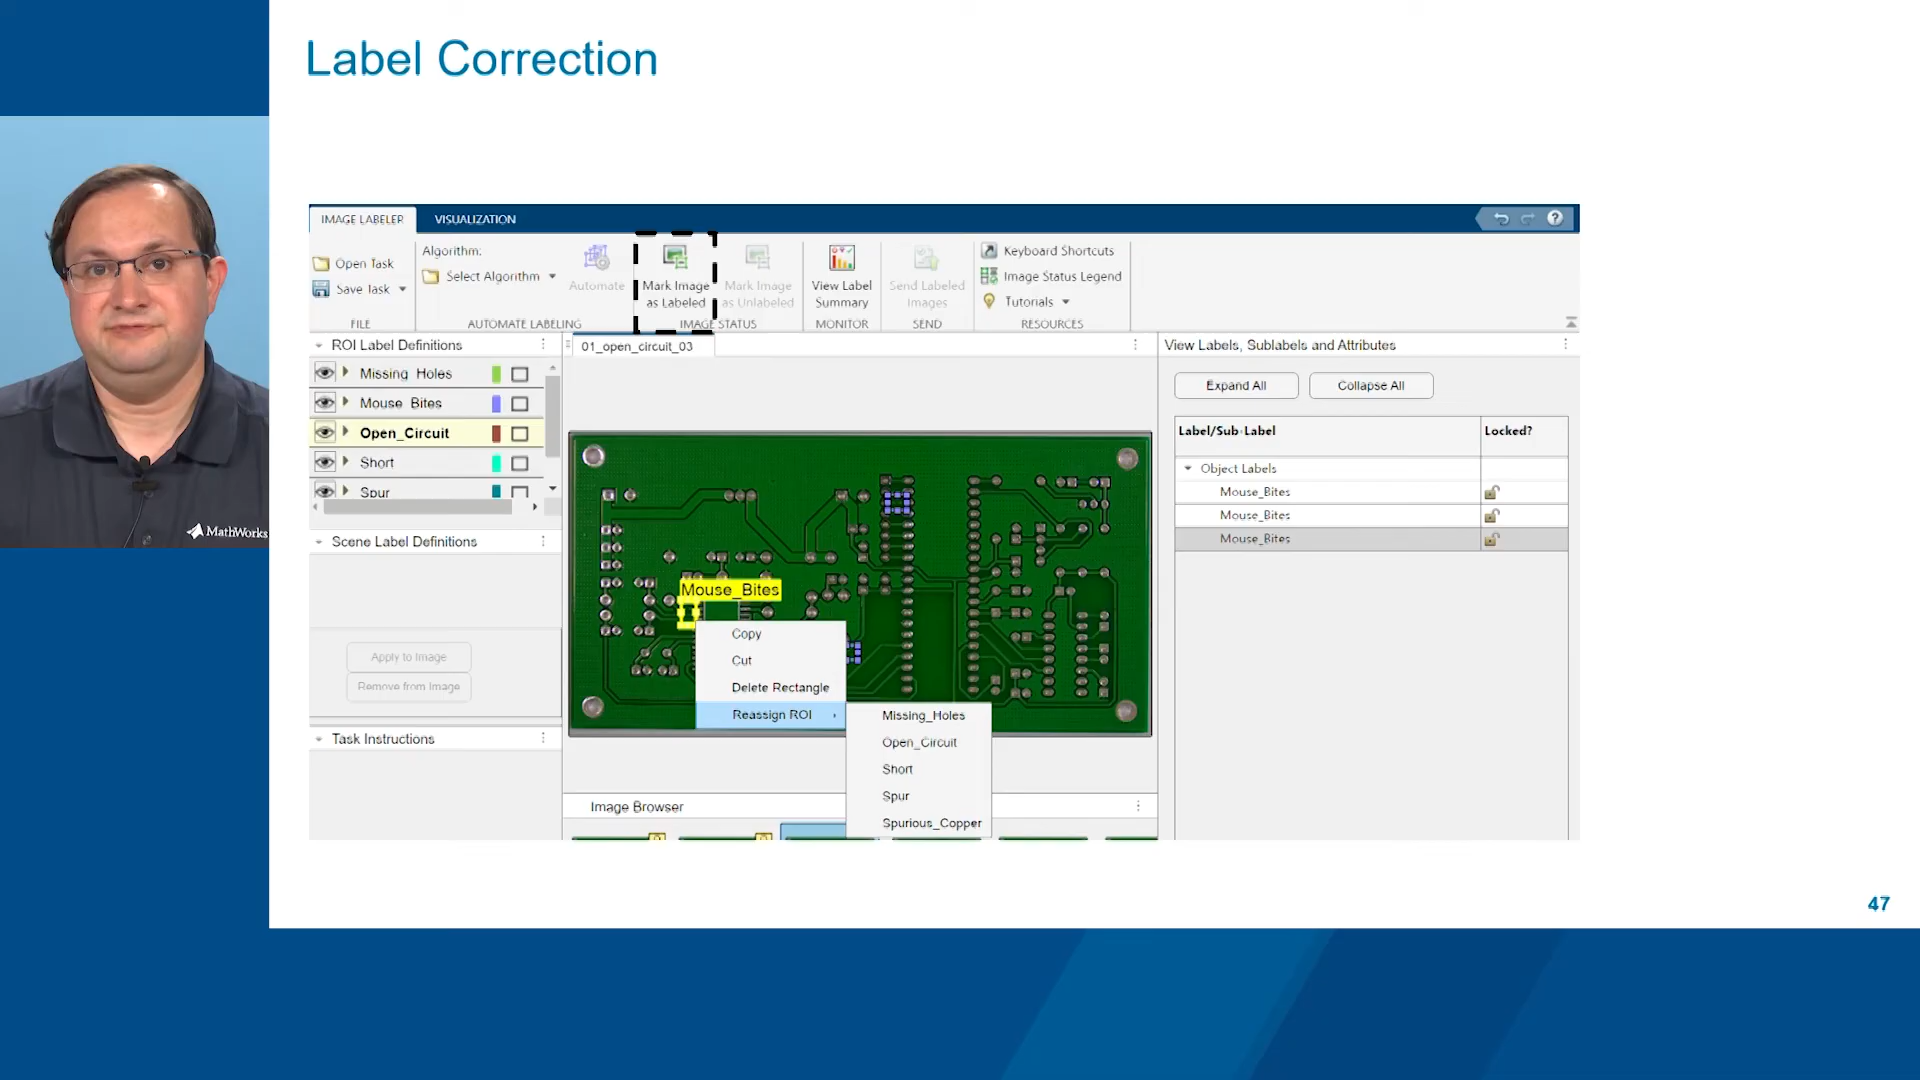 Label Correction
IMAGE LABELER
VISUALIZATION
Open Task
Save Task
FILE
Algorithm:
Select Algorithm
Automate
AUTOMATE LABELING
Mark Image
as Labeled
Mark Image
as Unlabeled
IMAGE STATUS
View Label
Summary
MONITOR
Send Labeled
Images
SEND
Keyboard Shortcuts
Image Status Legend
Tutorials
RESOURCES
ROI Label Definitions
Missing_Holes
Mouse_Bites
Open_Circuit
Short
Spur
Scene Label Definitions
Apply to Image
Remove from Image
Task Instructions
01_open_circuit_03
Mouse_Bites
Copy
Cut
Delete Rectangle
Reassign ROI
Missing_Holes
Open_Circuit
Short
Spur
Spurious_Copper
Image Browser
View Labels, Sublabels and Attributes
Expand All
Collapse All
Label/Sub-Label
Locked?
Object Labels
Mouse_Bites
Mouse_Bites
Mouse_Bites
MathWorks
47